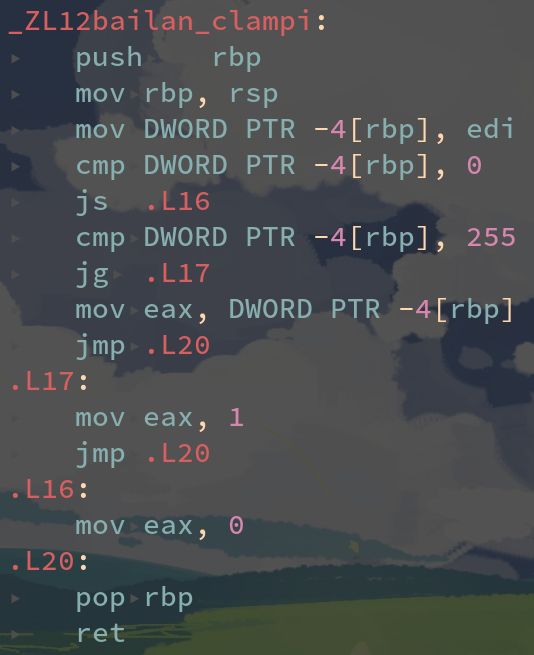 _ZL12bailan_clampi:
push rbp
mov rbp, rsp
mov DWORD PTR -4[rbp], edi
cmp DWORD PTR -4[rbp], 0
js .L16
cmp DWORD PTR -4[rbp], 255
jg .L17
mov eax, DWORD PTR -4[rbp]
jmp .L20
.L17:
mov eax, 1
jmp .L20
.L16:
mov eax, 0
.L20:
pop rbp
ret